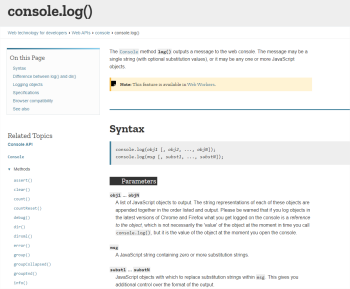 console.log()
Web technology for developers › Web APIs › console › console.log()
On this Page
Syntax
Difference between log() and dir()
Logging objects
Specifications
Browser compatibility
See also
Related Topics
Console API
Console
Methods
assert()
clear()
count()
countReset()
debug()
dir()
dirxml()
error()
group()
groupCollapsed()
groupEnd()
info()
The Console method log() outputs a message to the web console. The message may be a
single string (with optional substitution values), or it may be any one or more JavaScript
objects.
Note: This feature is available in Web Workers.
Syntax
console.log(obj1 [, obj2, ..., objN]);
console.log(msg [, subst1, ..., substN]);
Parameters
obj1 ... objN
A list of JavaScript objects to output. The string representations of each of these objects are
appended together in the order listed and output. Please be warned that if you log objects in
the latest versions of Chrome and Firefox what you get logged on the console is a reference
to the object, which is not necessarily the 'value' of the object at the moment in time you call
console.log(), but it is the value of the object at the moment you open the console.
msg
A JavaScript string containing zero or more substitution strings.
subst1 ... substN
JavaScript objects with which to replace substitution strings within msg. This gives you
additional control over the format of the output.